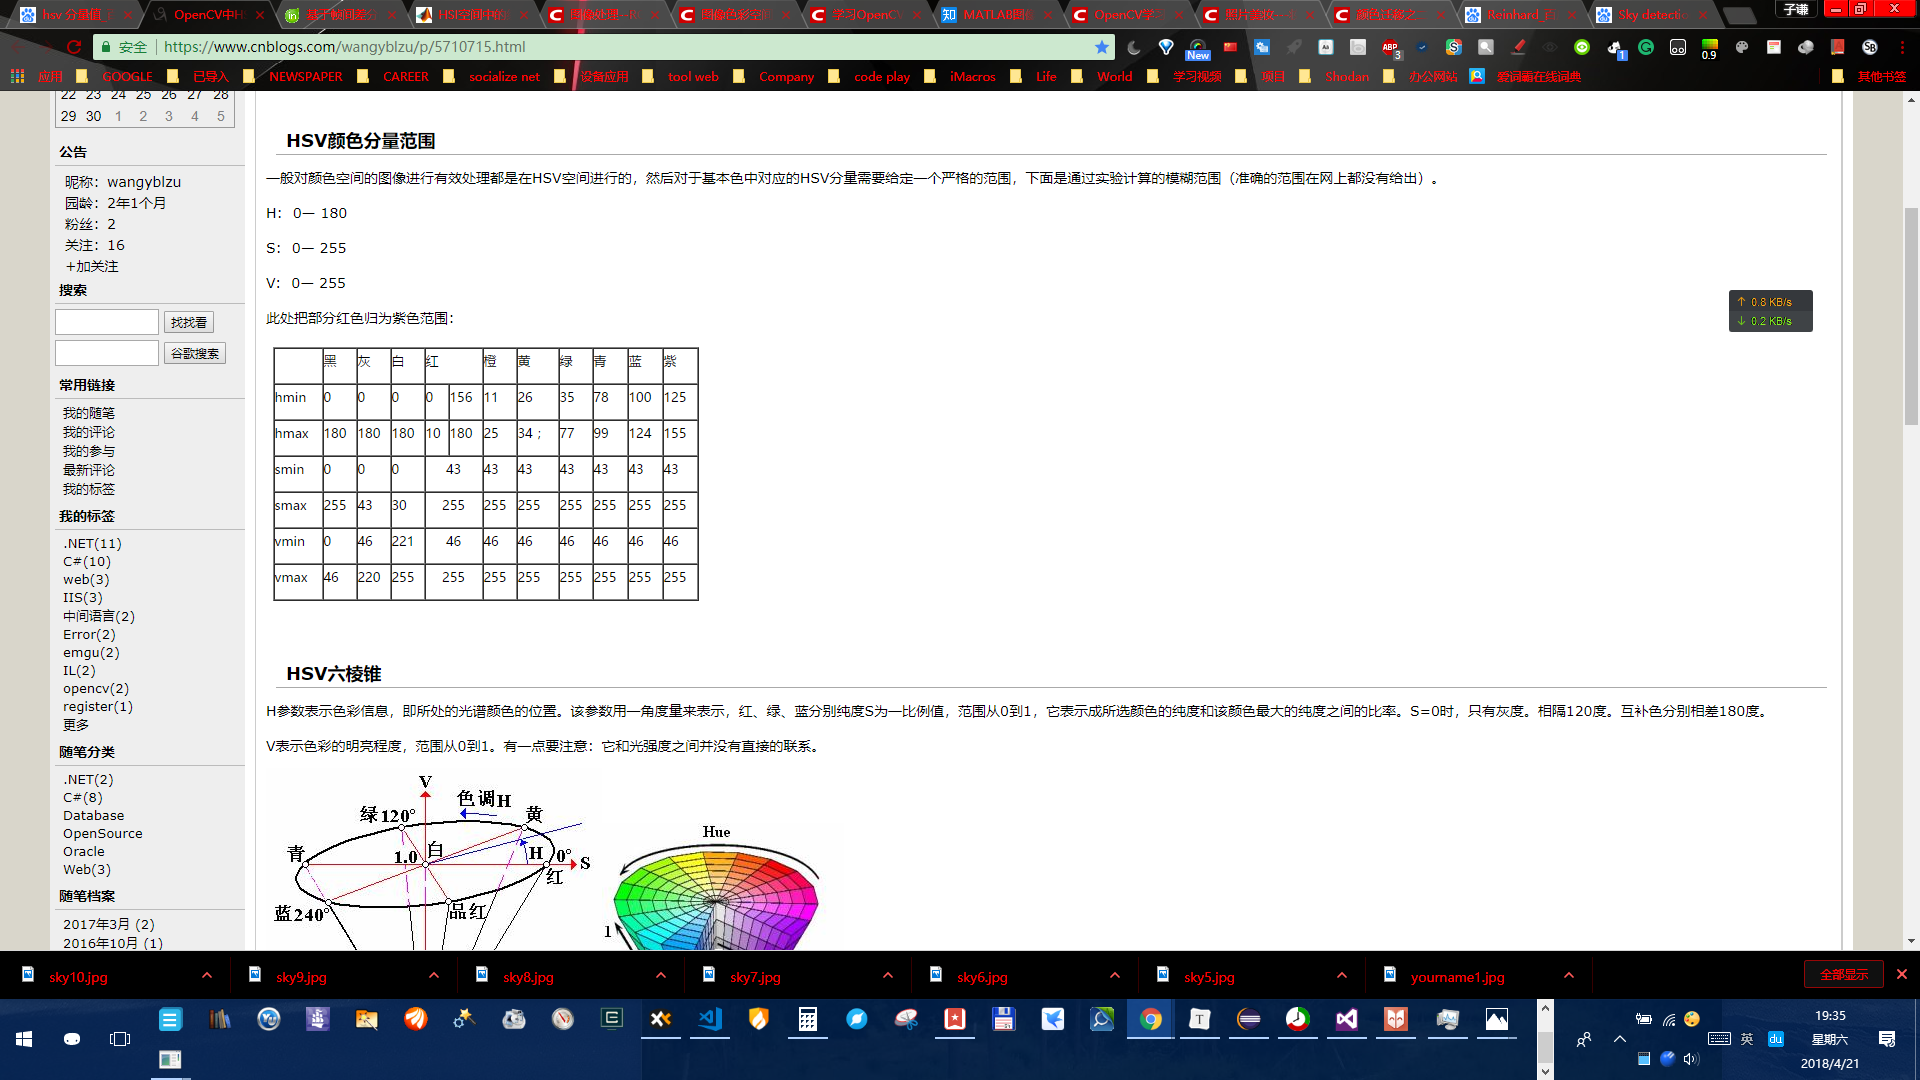 hsv 分量的
OpenCV中H
基于帧间差分
HSI空间中的
图像处理 - R
图像色彩空间
学习OpenC
MATLAB图像
OpenCV学习
照片美化
颜色迁移之
Reinhard
Sky detectio
子谦
安全 | https://www.cnblogs.com/wangyblzu/p/5710715.html
New
ABP
3
1
0.9
应用 GOOGLE 已导入 NEWSPAPER CAREER socialize net 设备应用 tool web Company code play iMacros Life World 学习视频 项目 Shodan 办公网站 爱词霸在线词典 其他书签
22 23 24 25 26 27 28
29 30 1 2 3 4 5
公告
昵称：wangyblzu
园龄：2年1个月
粉丝：2
关注：16
+加关注
搜索
找找看
谷歌搜索
常用链接
我的随笔
我的评论
我的参与
最新评论
我的标签
我的标签
.NET(11)
C#(10)
web(3)
IIS(3)
中间语言(2)
Error(2)
emgu(2)
IL(2)
opencv(2)
register(1)
更多
随笔分类
.NET(2)
C#(8)
Database
OpenSource
Oracle
Web(3)
随笔档案
2017年3月 (2)
2016年10月 (1)
HSV颜色分量范围
一般对颜色空间的图像进行有效处理都是在HSV空间进行的，然后对于基本色中对应的HSV分量需要给定一个严格的范围，下面是通过实验计算的模糊范围（准确的范围在网上都没有给出）。
H：0— 180
S：0— 255
V：0— 255
此处把部分红色归为紫色范围：
黑 灰 白 红 橙 黄 绿 青 蓝 紫
hmin 0 0 0 0 156 11 26 35 78 100 125
hmax 180 180 180 10 180 25 34； 77 99 124 155
smin 0 0 0 43 43 43 43 43 43 43
smax 255 43 30 255 255 255 255 255 255 255
vmin 0 46 221 46 46 46 46 46 46 46
vmax 46 220 255 255 255 255 255 255 255 255
HSV六棱锥
H参数表示色彩信息，即所处的光谱颜色的位置。该参数用一角度量来表示，红、绿、蓝分别纯度S为一比例值，范围从0到1，它表示成所选颜色的纯度和该颜色最大的纯度之间的比率。S=0时，只有灰度。相隔120度。互补色分别相差180度。
V表示色彩的明亮程度，范围从0到1。有一点要注意：它和光强度之间并没有直接的联系。
V
色调H
绿120°
黄
青
1.0
白
H
0°
S
红
蓝240°
品红
Hue
1
↑ 0.8 KB/s
↓ 0.2 KB/s
sky10.jpg sky9.jpg sky8.jpg sky7.jpg sky6.jpg sky5.jpg yourname1.jpg 全部显示
T
英
du
19:35
星期六
2018/4/21